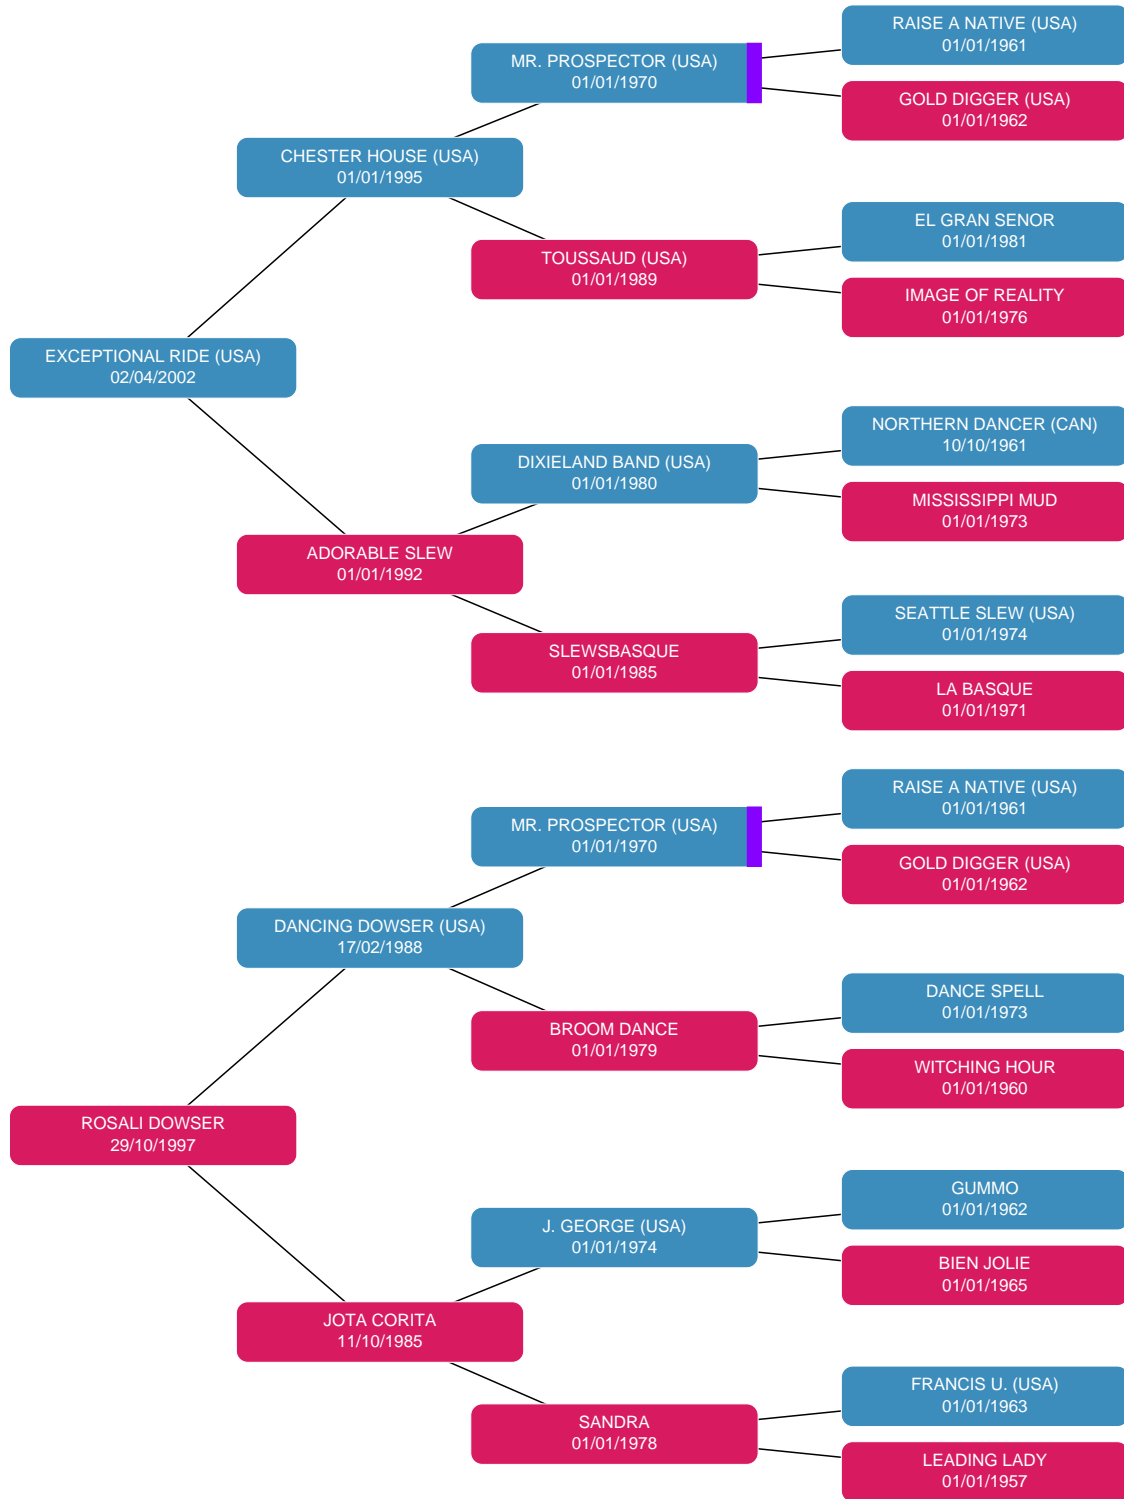 RAISE A NATIVE (USA)
01/01/1961
MR. PROSPECTOR (USA)
01/01/1970
GOLD DIGGER (USA)
01/01/1962
CHESTER HOUSE (USA)
01/01/1995
EL GRAN SENOR
01/01/1981
TOUSSAUD (USA)
01/01/1989
IMAGE OF REALITY
01/01/1976
EXCEPTIONAL RIDE (USA)
02/04/2002
NORTHERN DANCER (CAN)
10/10/1961
DIXIELAND BAND (USA)
01/01/1980
MISSISSIPPI MUD
01/01/1973
ADORABLE SLEW
01/01/1992
SEATTLE SLEW (USA)
01/01/1974
SLEWSBASQUE
01/01/1985
LA BASQUE
01/01/1971
RAISE A NATIVE (USA)
01/01/1961
MR. PROSPECTOR (USA)
01/01/1970
GOLD DIGGER (USA)
01/01/1962
DANCING DOWSER (USA)
17/02/1988
DANCE SPELL
01/01/1973
BROOM DANCE
01/01/1979
WITCHING HOUR
01/01/1960
ROSALI DOWSER
29/10/1997
GUMMO
01/01/1962
J. GEORGE (USA)
01/01/1974
BIEN JOLIE
01/01/1965
JOTA CORITA
11/10/1985
FRANCIS U. (USA)
01/01/1963
SANDRA
01/01/1978
LEADING LADY
01/01/1957